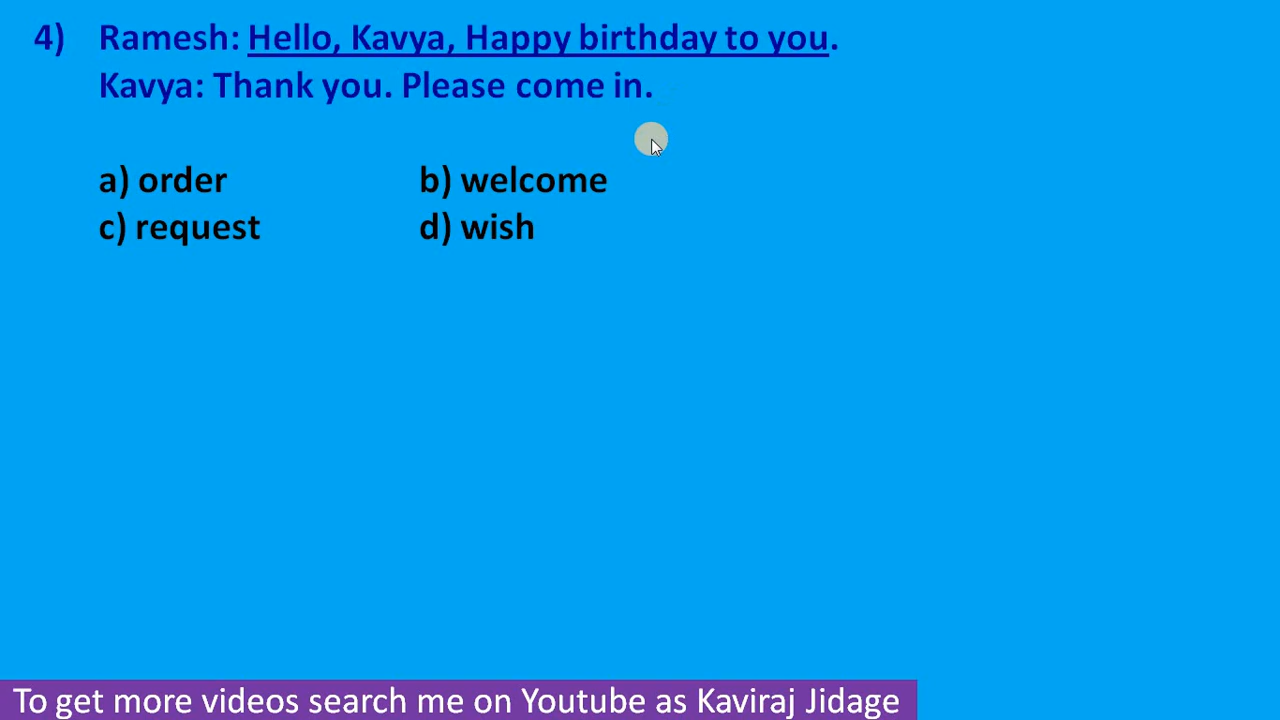 4) Ramesh: Hello, Kavya, Happy birthday to you.
Kavya: Thank you. Please come in.
a) order b) welcome
c) request d) wish
To get more videos search me on Youtube as Kaviraj Jidage